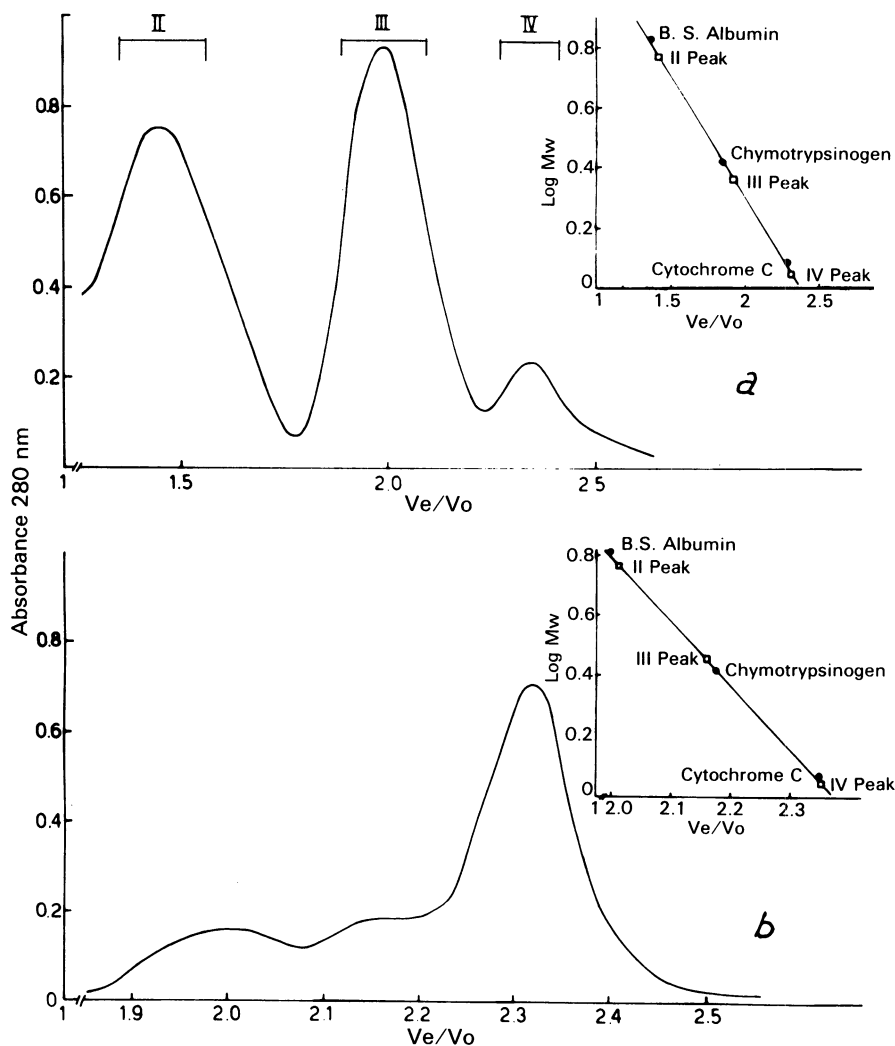 II III IV
0.8
0.6
0.4
0.2
1 1.5 2.0 2 5
Ve/Vo
a
Log Mw
0.8
0.6
0.4
0.2
0
B. S. Albumin
II Peak
Chymotrypsinogen
III Peak
Cytochrome C
IV Peak
1 1.5 2 2.5
Ve/Vo
Absorbance 280 nm
0.8
0.6
0.4
0.2
0
1 1.9 2.0 2.1 2.2 2.3 2.4 2.5
Ve/Vo
b
Log Mw
0.8
0.6
0.4
0.2
0
B.S. Albumin
II Peak
III Peak
Chymotrypsinogen
Cytochrome C
IV Peak
1 2.0 2.1 2.2 2.3
Ve/Vo